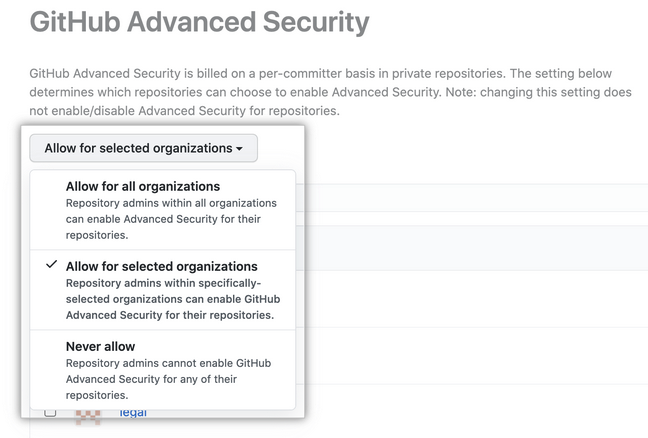 GitHub Advanced Security
GitHub Advanced Security is billed on a per-committer basis in private repositories. The setting below
determines which repositories can choose to enable Advanced Security. Note: changing this setting does
not enable/disable Advanced Security for repositories.
Allow for selected organizations
Allow for all organizations
Repository admins within all organizations
can enable Advanced Security for their
repositories.
Allow for selected organizations
Repository admins within specifically-
selected organizations can enable GitHub
Advanced Security for their repositories.
Never allow
Repository admins cannot enable GitHub
Advanced Security for any of their
repositories.
legal